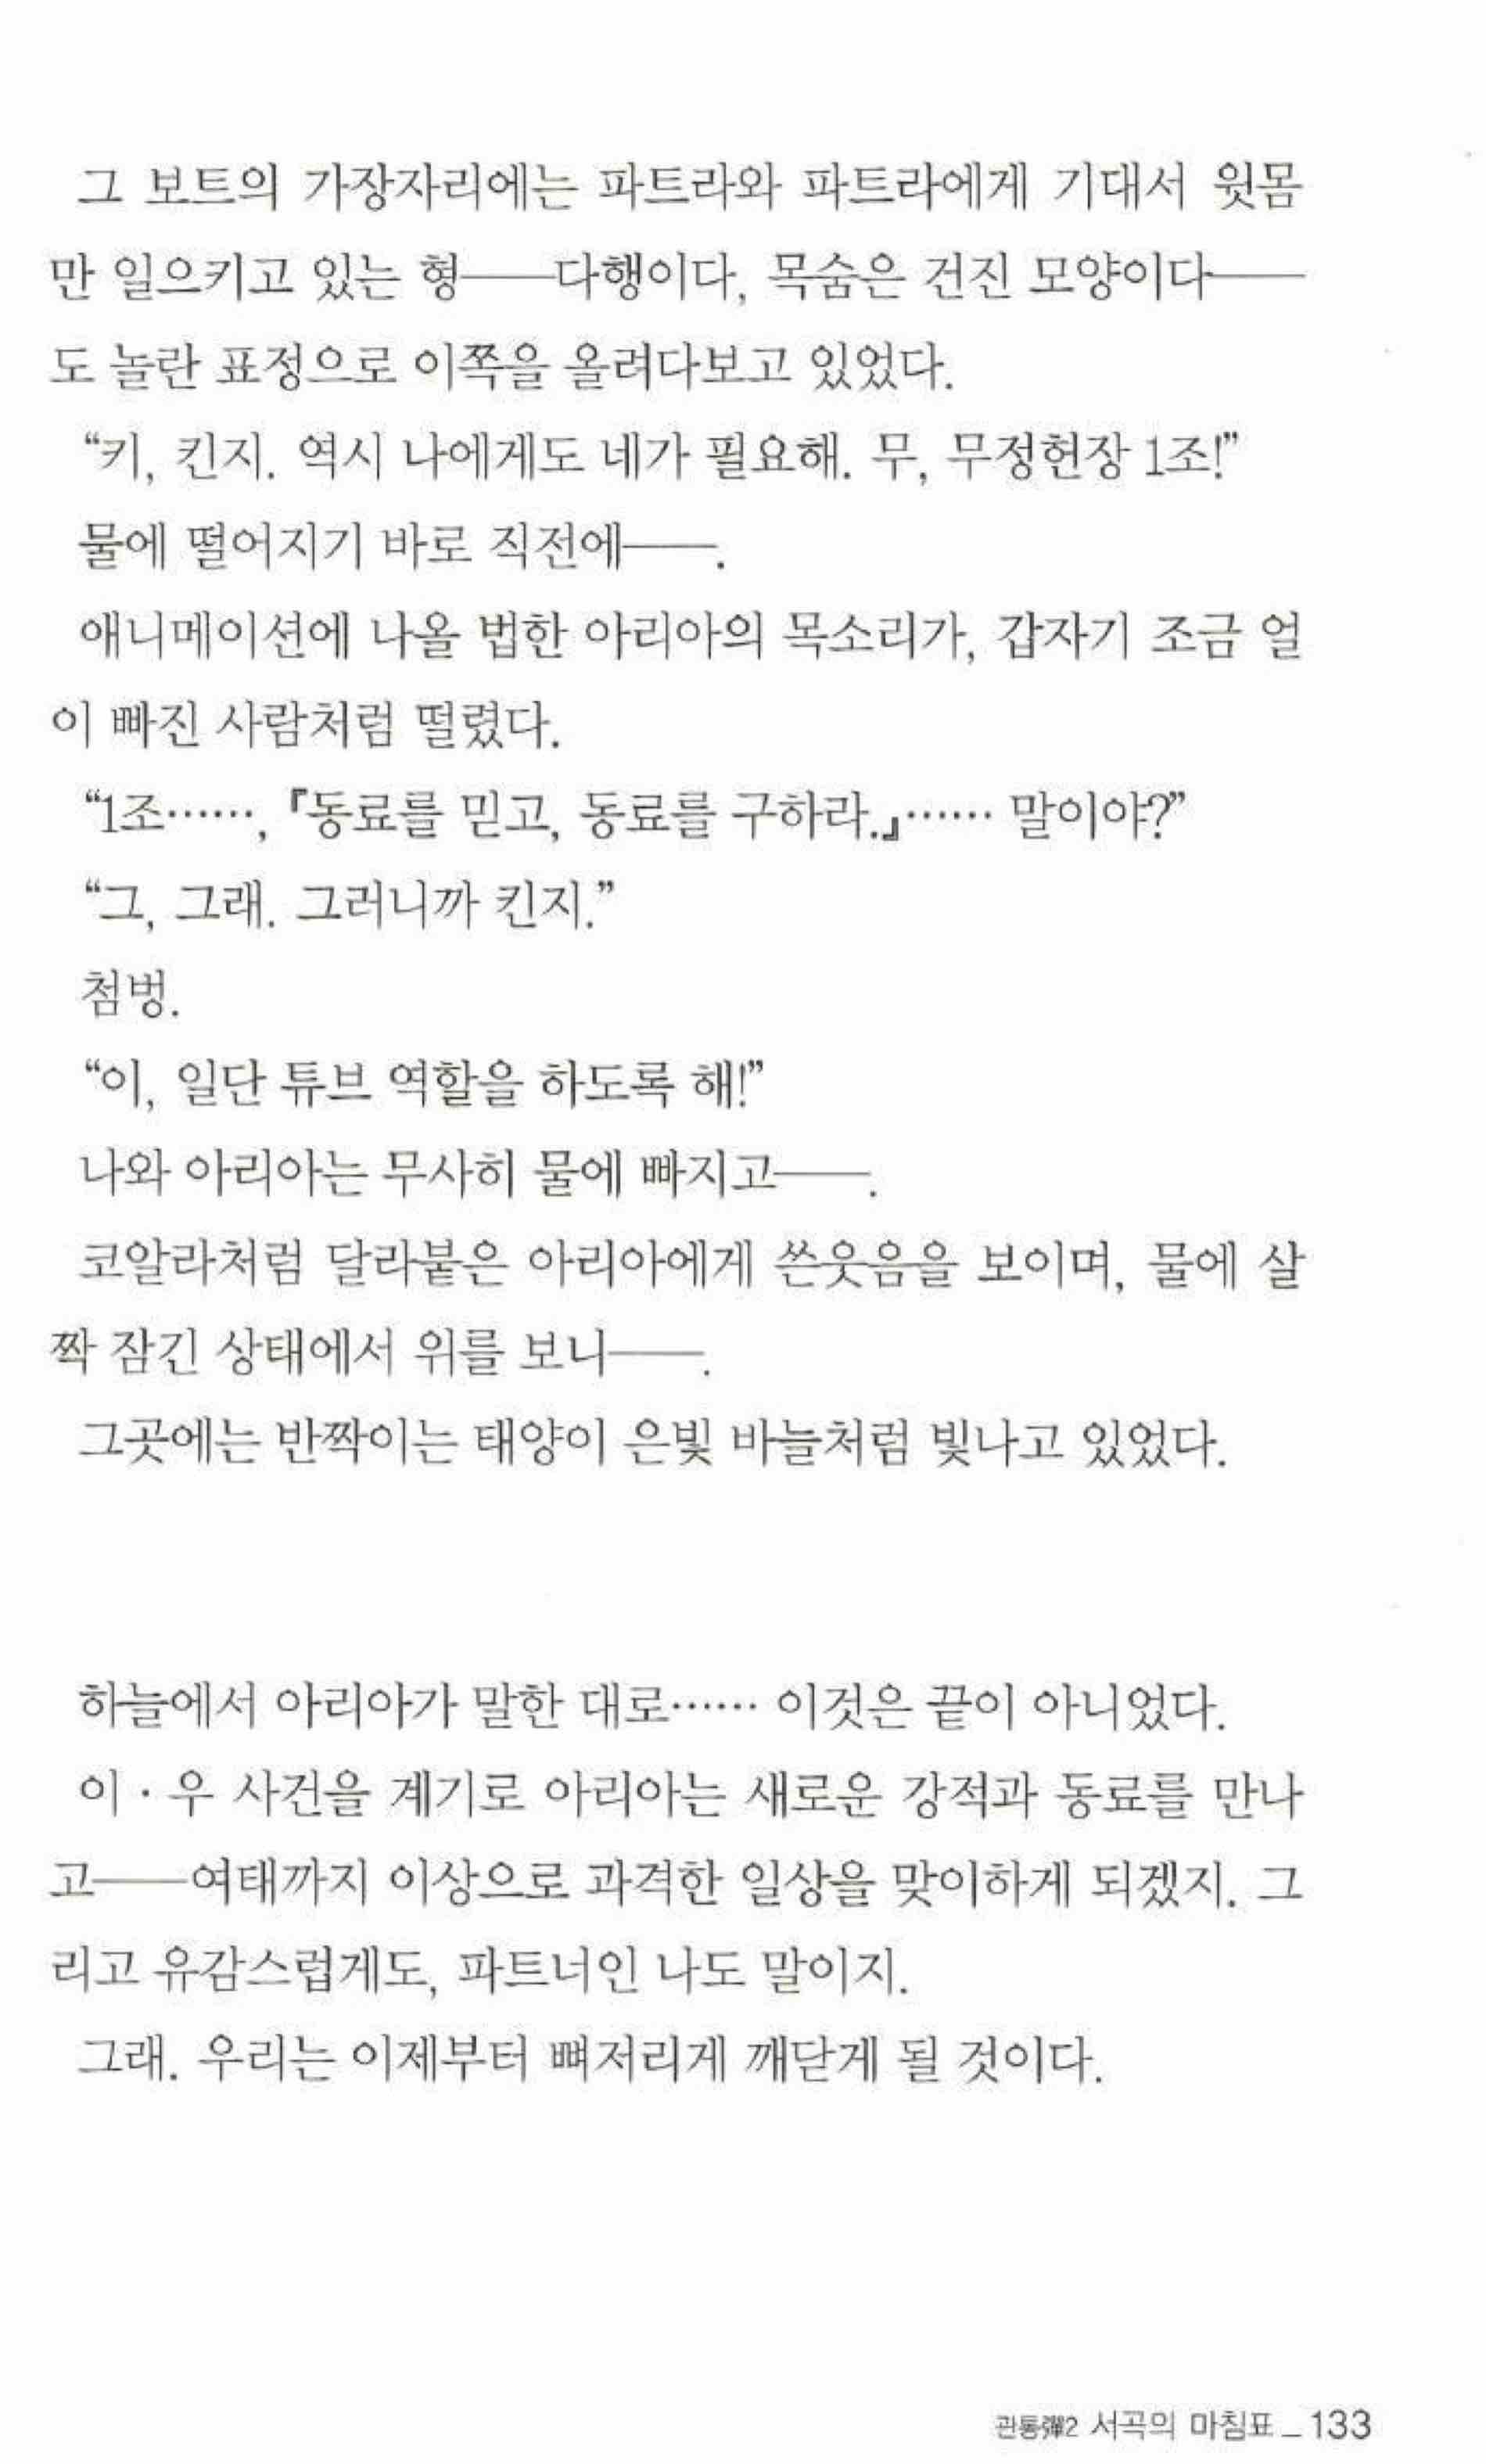 그 보트의 가장자리에는 파트라와 파트라에게 기대서 윗몸
만 일으키고 있는 형――다행이다, 목숨은 건진 모양이다――
도 놀란 표정으로 이쪽을 올려다보고 있었다.
“키, 킨지. 역시 나에게도 네가 필요해. 무, 무정헌장 1조!”
물에 떨어지기 바로 직전에――.
애니메이션에 나올 법한 아리아의 목소리가, 갑자기 조금 얼
이 빠진 사람처럼 떨렸다.
“1조……, 『동료를 믿고, 동료를 구하라.』…… 말이야?”
“그, 그래. 그러니까 킨지.”
첨벙.
“이, 일단 튜브 역할을 하도록 해!”
나와 아리아는 무사히 물에 빠지고――.
코알라처럼 달라붙은 아리아에게 쓴웃음을 보이며, 물에 살
짝 잠긴 상태에서 위를 보니――.
그곳에는 반짝이는 태양이 은빛 바늘처럼 빛나고 있었다.
하늘에서 아리아가 말한 대로…… 이것은 끝이 아니었다.
이·우 사건을 계기로 아리아는 새로운 강적과 동료를 만나
고――여태까지 이상으로 과격한 일상을 맞이하게 되겠지. 그
리고 유감스럽게도, 파트너인 나도 말이지.
그래. 우리는 이제부터 뼈저리게 깨닫게 될 것이다.
관통彈2 서곡의 마침표 _ 133